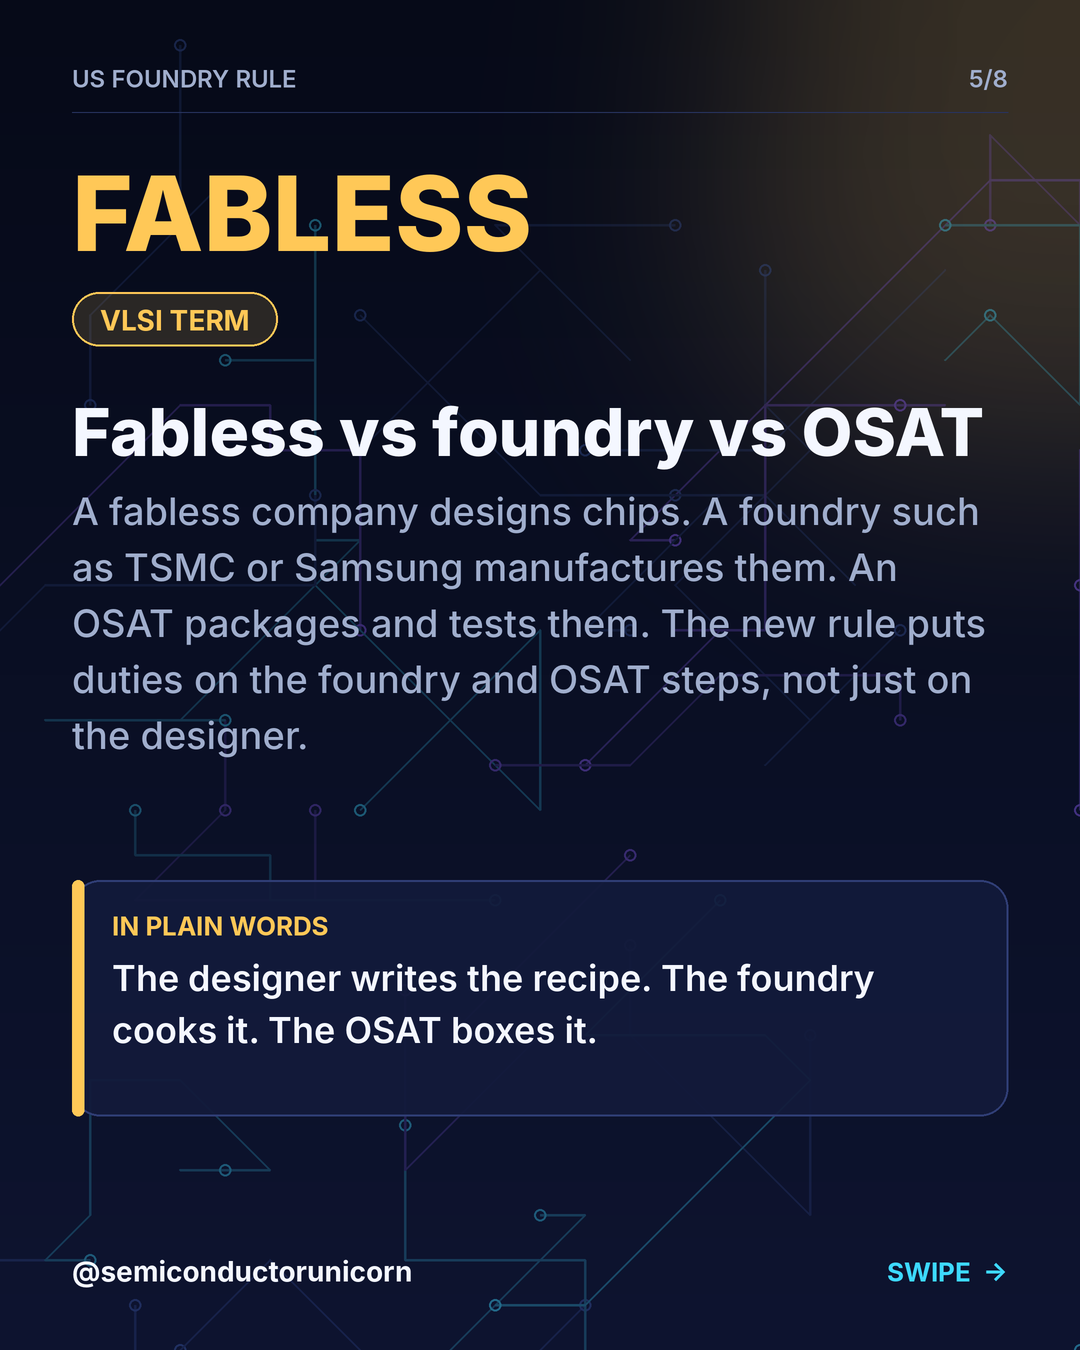 US FOUNDRY RULE
5/8
FABLESS
VLSI TERM
Fabless vs foundry vs OSAT
A fabless company designs chips. A foundry such
as TSMC or Samsung manufactures them. An
OSAT packages and tests them. The new rule puts
duties on the foundry and OSAT steps, not just on
the designer.
IN PLAIN WORDS
The designer writes the recipe. The foundry
cooks it. The OSAT boxes it.
@semiconductorunicorn
SWIPE →